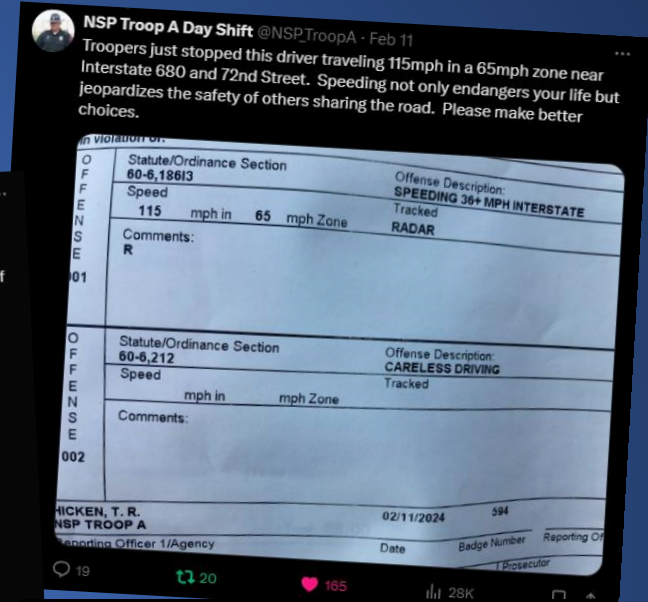 NSP Troop A Day Shift @NSP_TroopA · Feb 11
Troopers just stopped this driver traveling 115mph in a 65mph zone near
Interstate 680 and 72nd Street. Speeding not only endangers your life but
jeopardizes the safety of others sharing the road. Please make better
choices.
in violation of:
OFFENSE
001
Statute/Ordinance Section
60-6,186I3
Offense Description:
SPEEDING 36+ MPH INTERSTATE
Speed
115 mph in 65 mph Zone
Tracked
RADAR
Comments:
R
OFFENSE
002
Statute/Ordinance Section
60-6,212
Offense Description:
CARELESS DRIVING
Speed
mph in mph Zone
Tracked
Comments:
HICKEN, T. R.
NSP TROOP A
02/11/2024
594
Reporting Officer 1/Agency
Date
Badge Number
Reporting Of
Prosecutor
19
20
165
28K